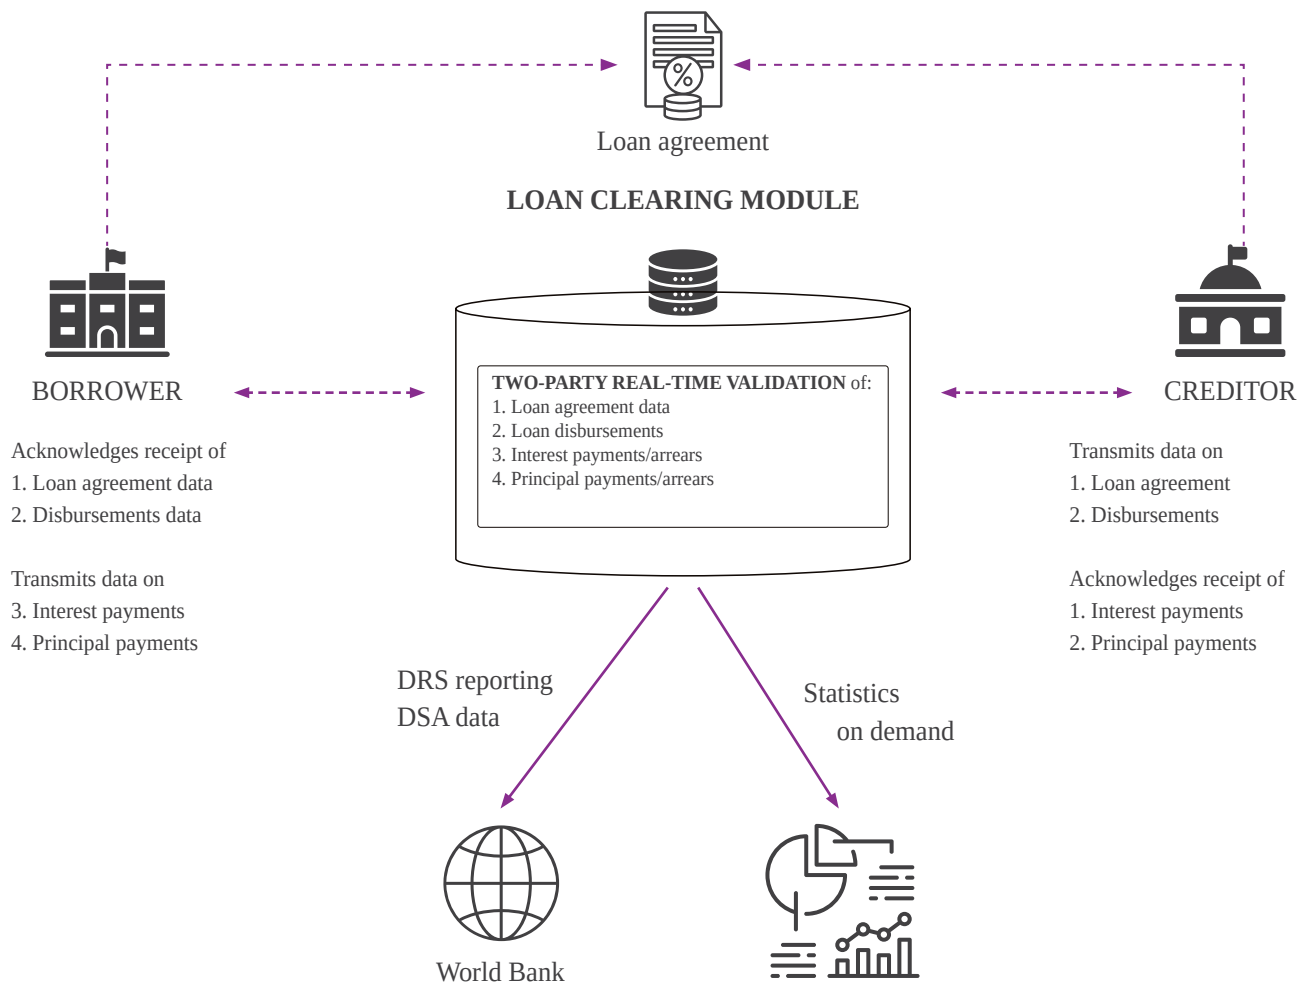 Loan agreement
LOAN CLEARING MODULE
BORROWER
Acknowledges receipt of
1. Loan agreement data
2. Disbursements data
Transmits data on
3. Interest payments
4. Principal payments
TWO-PARTY REAL-TIME VALIDATION of:
1. Loan agreement data
2. Loan disbursements
3. Interest payments/arrears
4. Principal payments/arrears
CREDITOR
Transmits data on
1. Loan agreement
2. Disbursements
Acknowledges receipt of
1. Interest payments
2. Principal payments
DRS reporting
DSA data
Statistics
on demand
World Bank